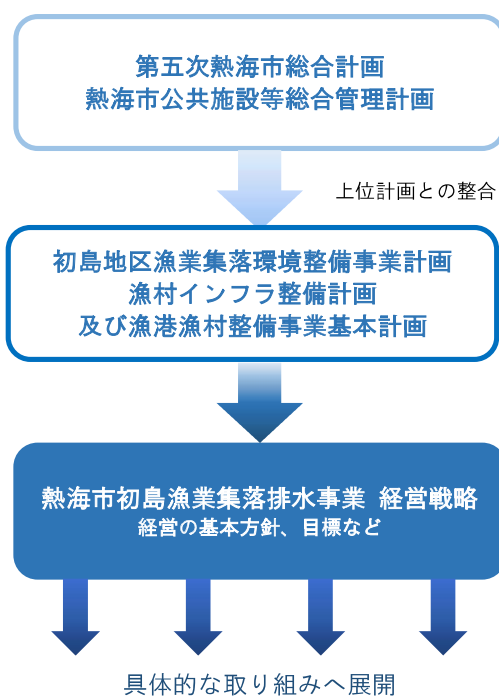 第五次熱海市総合計画
熱海市公共施設等総合管理計画
上位計画との整合
初島地区漁業集落環境整備事業計画
漁村インフラ整備計画
及び漁港漁村整備事業基本計画
熱海市初島漁業集落排水事業 経営戦略
経営の基本方針、目標など
具体的な取り組みへ展開